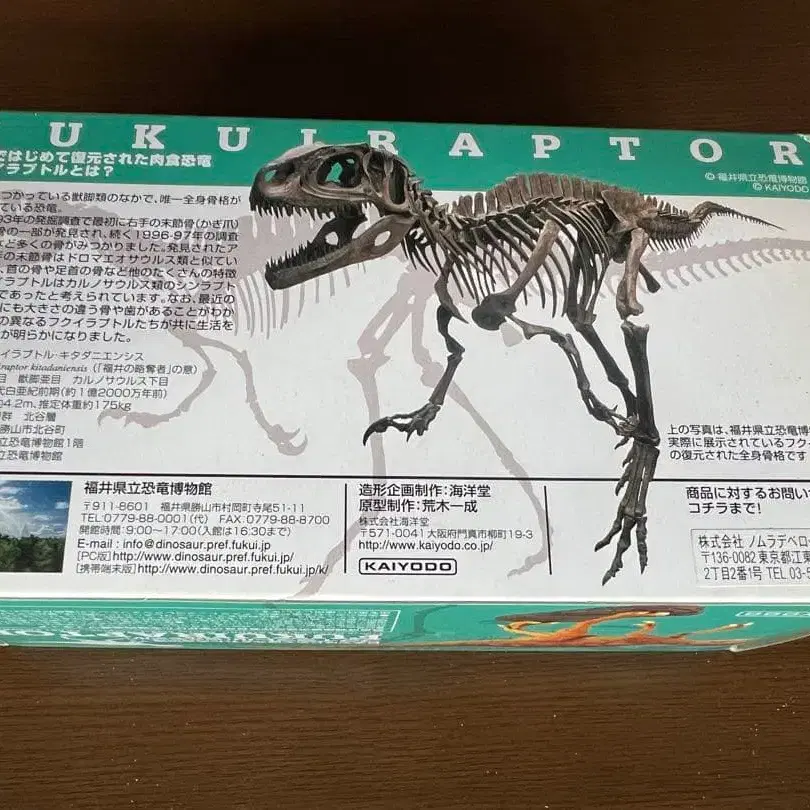 UKUIRAPTOR
ではじめて復元された肉食恐竜
イラプトルとは?
© 福井県立恐竜博物館
© KAIYODO
つかっている獣脚類のなかで、唯一全身骨格が
ている恐竜。
93年の発掘調査で最初に右手の末節骨(かぎ爪)
骨の一部が発見され、続く1996-97年の調査
など多くの骨がみつかりました。発見されたア
手の末節骨はドロマエオサウルス類と似てい
、首の骨や足首の骨など他のたくさんの特徴
イラプトルはカルノサウルス類のシンラプト
であったと考えられています。なお、最近の
にも大きさの違う骨や歯があることがわか
の異なるフクイラプトルたちが共に生活を
が明らかになりました。
イラプトル・キタダニエンシス
raptor kitadaniensis (「福井の略奪者」の意)
目 獣脚亜目 カルノサウルス下目
代白亜紀前期(約1億2000万年前)
4.2m、推定体重約175kg
群 北谷層
勝山市北谷町
立恐竜博物館1階
立恐竜博物館
上の写真は、福井県立恐竜博
実際に展示されているフク
の復元された全身骨格です
福井県立恐竜博物館
〒911-8601 福井県勝山市村岡町寺尾51-11
TEL:0779-88-0001(代) FAX:0779-88-8700
開館時間:9:00~17:00(入館は16:30まで)
E-mail : info@dinosaur.pref.fukui.jp
[PC版]http://www.dinosaur.pref.fukui.jp/
[携帯端末版]http://www.dinosaur.pref.fukui.jp/k/
造形企画制作:海洋堂
原型制作:荒木一成
株式会社海洋堂
〒571-0041 大阪府門真市柳町19-3
http://www.kaiyodo.co.jp/
KAIYODO
商品に対するお問い
コチラまで!
株式会社 ノムラデベロ
〒136-0082 東京都江東
2丁目2番1号 TEL.03-5